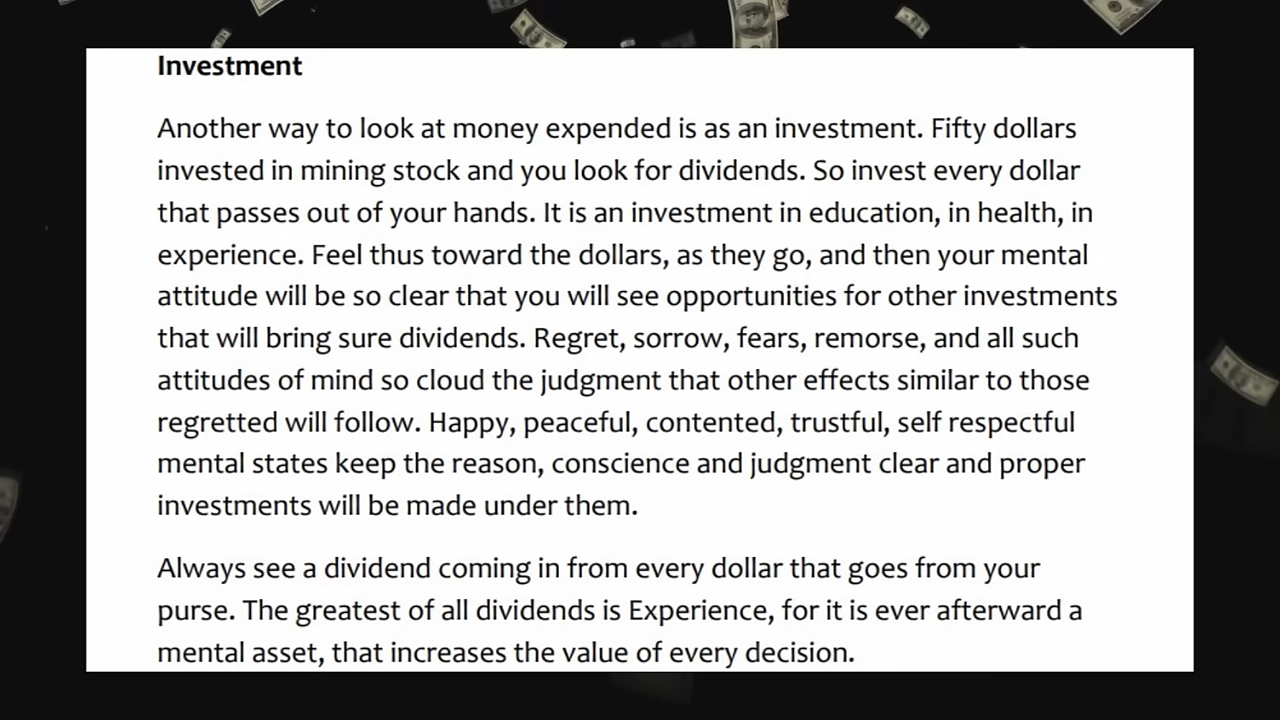 Investment
Another way to look at money expended is as an investment. Fifty dollars
invested in mining stock and you look for dividends. So invest every dollar
that passes out of your hands. It is an investment in education, in health, in
experience. Feel thus toward the dollars, as they go, and then your mental
attitude will be so clear that you will see opportunities for other investments
that will bring sure dividends. Regret, sorrow, fears, remorse, and all such
attitudes of mind so cloud the judgment that other effects similar to those
regretted will follow. Happy, peaceful, contented, trustful, self respectful
mental states keep the reason, conscience and judgment clear and proper
investments will be made under them.
Always see a dividend coming in from every dollar that goes from your
purse. The greatest of all dividends is Experience, for it is ever afterward a
mental asset, that increases the value of every decision.